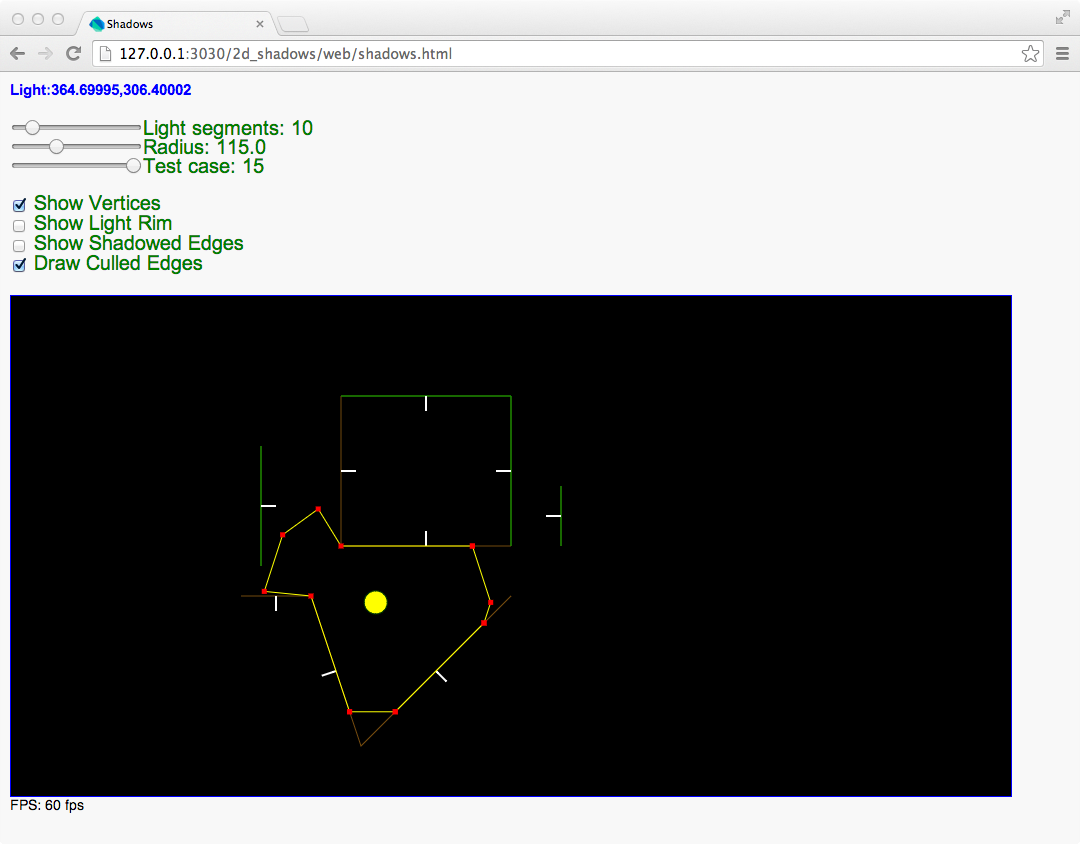 Shadows
127.0.0.1:3030/2d_shadows/web/shadows.html
Light:364.69995,306.40002
Light segments: 10
Radius: 115.0
Test case: 15
Show Vertices
Show Light Rim
Show Shadowed Edges
Draw Culled Edges
FPS: 60 fps